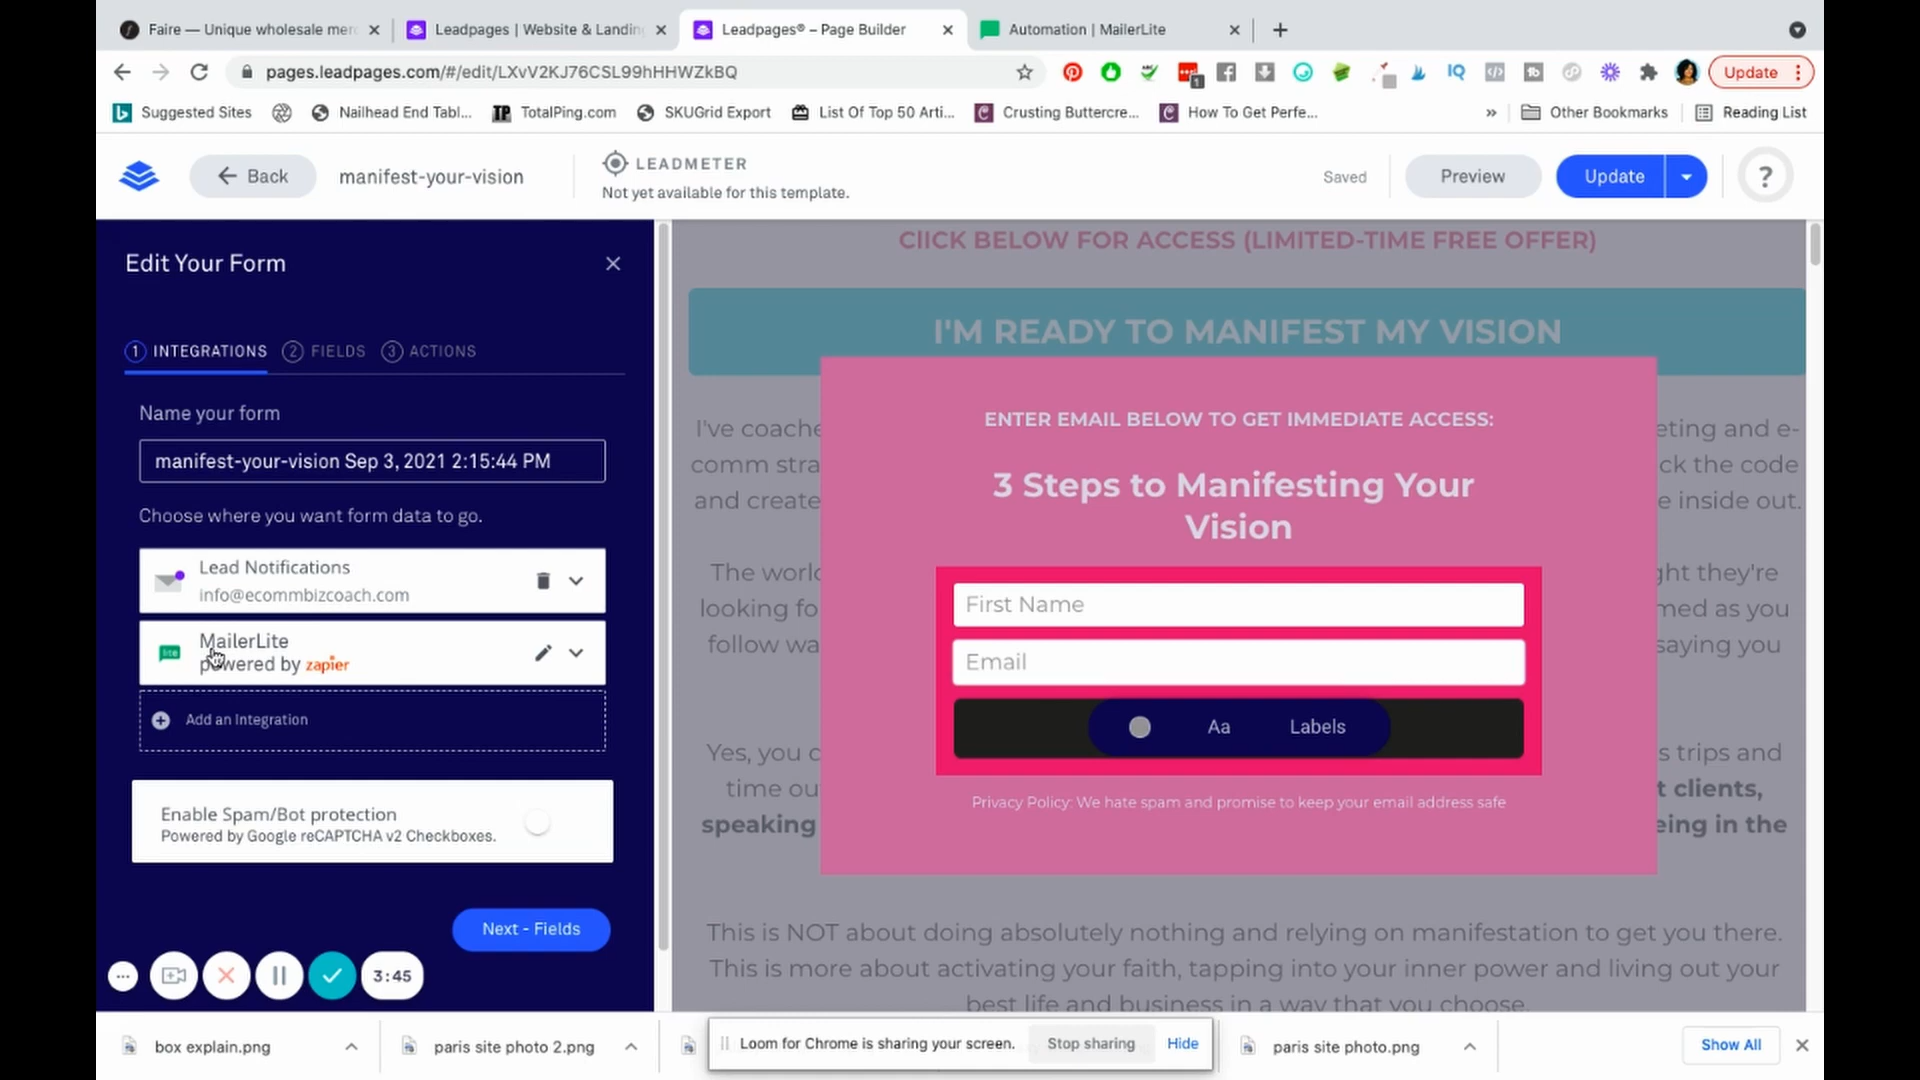 Faire — Unique wholesale mer
Leadpages | Website & Landin
Leadpages® – Page Builder
Automation | MailerLite
pages.leadpages.com/#/edit/LXvV2KJ76CSL99hHHWZkBQ
1
IQ
Update
Suggested Sites
Nailhead End Tabl...
TotalPing.com
SKUGrid Export
List Of Top 50 Arti...
Crusting Buttercre...
How To Get Perfe...
»
Other Bookmarks
Reading List
Back
manifest-your-vision
LEADMETER
Not yet available for this template.
Saved
Preview
Update
?
Edit Your Form
1 INTEGRATIONS
2 FIELDS
3 ACTIONS
Name your form
manifest-your-vision Sep 3, 2021 2:15:44 PM
Choose where you want form data to go.
Lead Notifications
info@ecommbizcoach.com
lite
MailerLite
powered by zapier
Add an Integration
Enable Spam/Bot protection
Powered by Google reCAPTCHA v2 Checkboxes.
Next - Fields
3:45
ClICK BELOW FOR ACCESS (LIMITED-TIME FREE OFFER)
I'M READY TO MANIFEST MY VISION
I've coache eting and e-
comm stra ck the code
and create e inside out.
The world ght they're
looking fo med as you
follow wa saying you
Yes, you c s trips and
time ou t clients,
speaking eing in the
ENTER EMAIL BELOW TO GET IMMEDIATE ACCESS:
3 Steps to Manifesting Your
Vision
First Name
Email
Aa
Labels
Privacy Policy: We hate spam and promise to keep your email address safe
This is NOT about doing absolutely nothing and relying on manifestation to get you there.
This is more about activating your faith, tapping into your inner power and living out your
best life and business in a way that you choose.
box explain.png
paris site photo 2.png
Loom for Chrome is sharing your screen.
Stop sharing
Hide
paris site photo.png
Show All